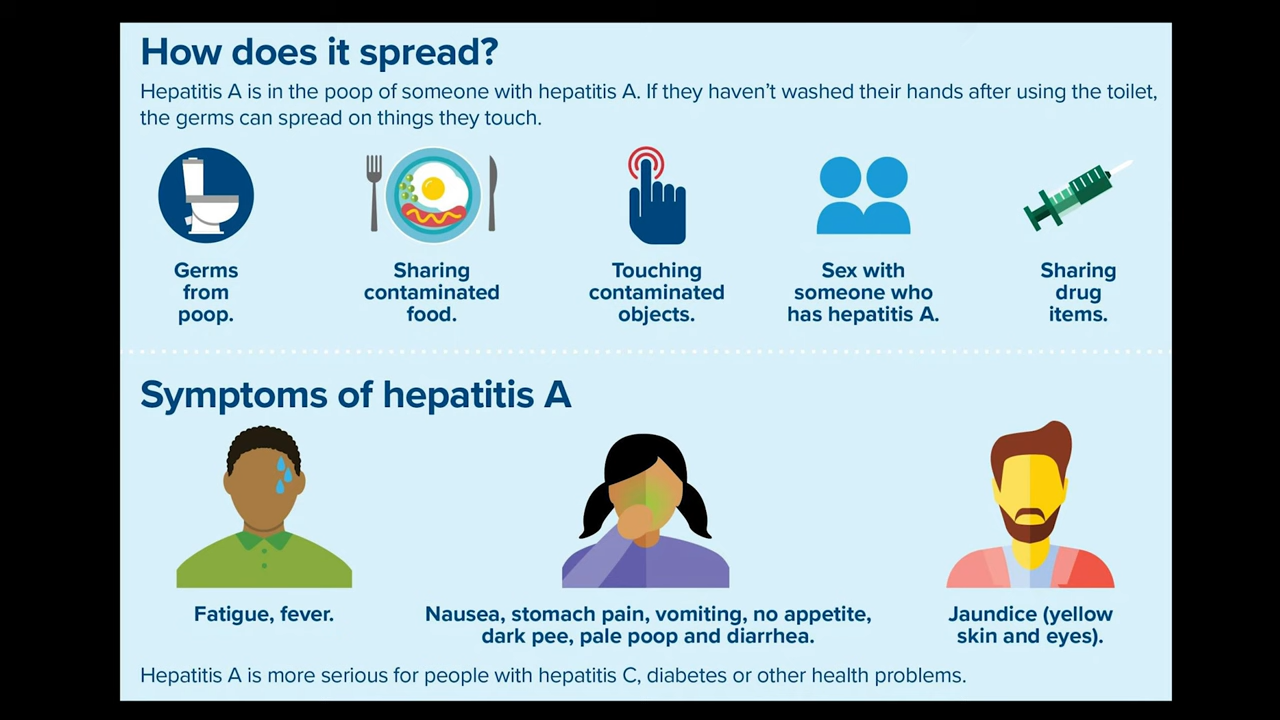 How does it spread?
Hepatitis A is in the poop of someone with hepatitis A. If they haven't washed their hands after using the toilet,
the germs can spread on things they touch.
Germs
from
poop.
Sharing
contaminated
food.
Touching
contaminated
objects.
Sex with
someone who
has hepatitis A.
Sharing
drug
items.
Symptoms of hepatitis A
Fatigue, fever.
Nausea, stomach pain, vomiting, no appetite,
dark pee, pale poop and diarrhea.
Jaundice (yellow
skin and eyes).
Hepatitis A is more serious for people with hepatitis C, diabetes or other health problems.